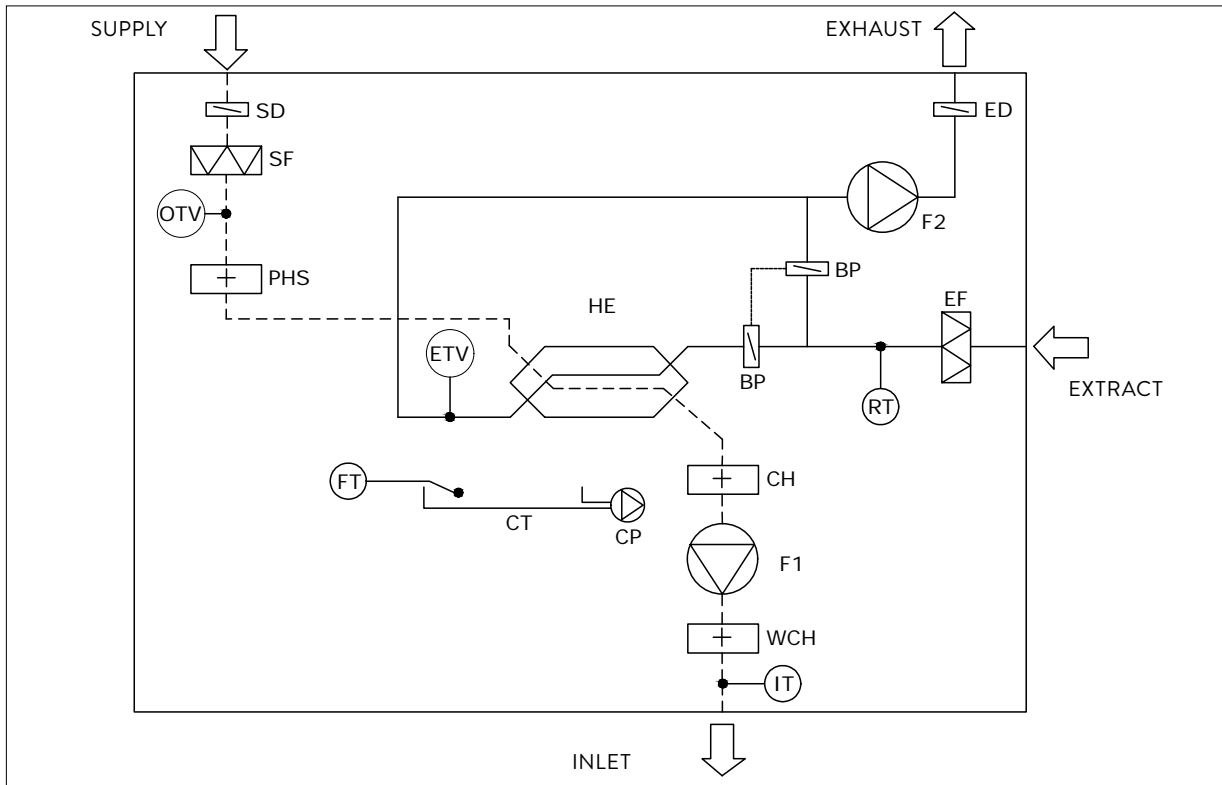 SUPPLY
EXHAUST
SD
ED
SF
OTV
F2
PHS
BP
HE
EF
ETV
BP
RT
EXTRACT
FT
CH
CT
CP
F1
WCH
IT
INLET